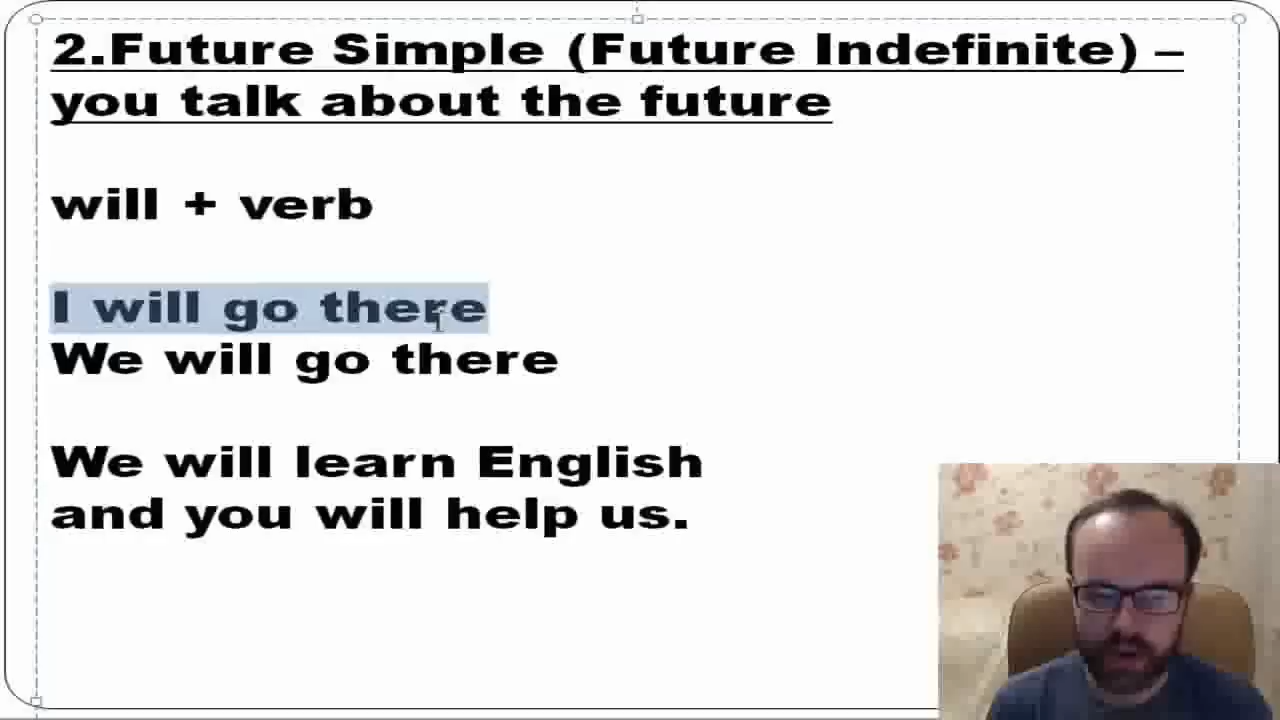 2.Future Simple (Future Indefinite) –
you talk about the future
will + verb
I will go there
We will go there
We will learn English
and you will help us.